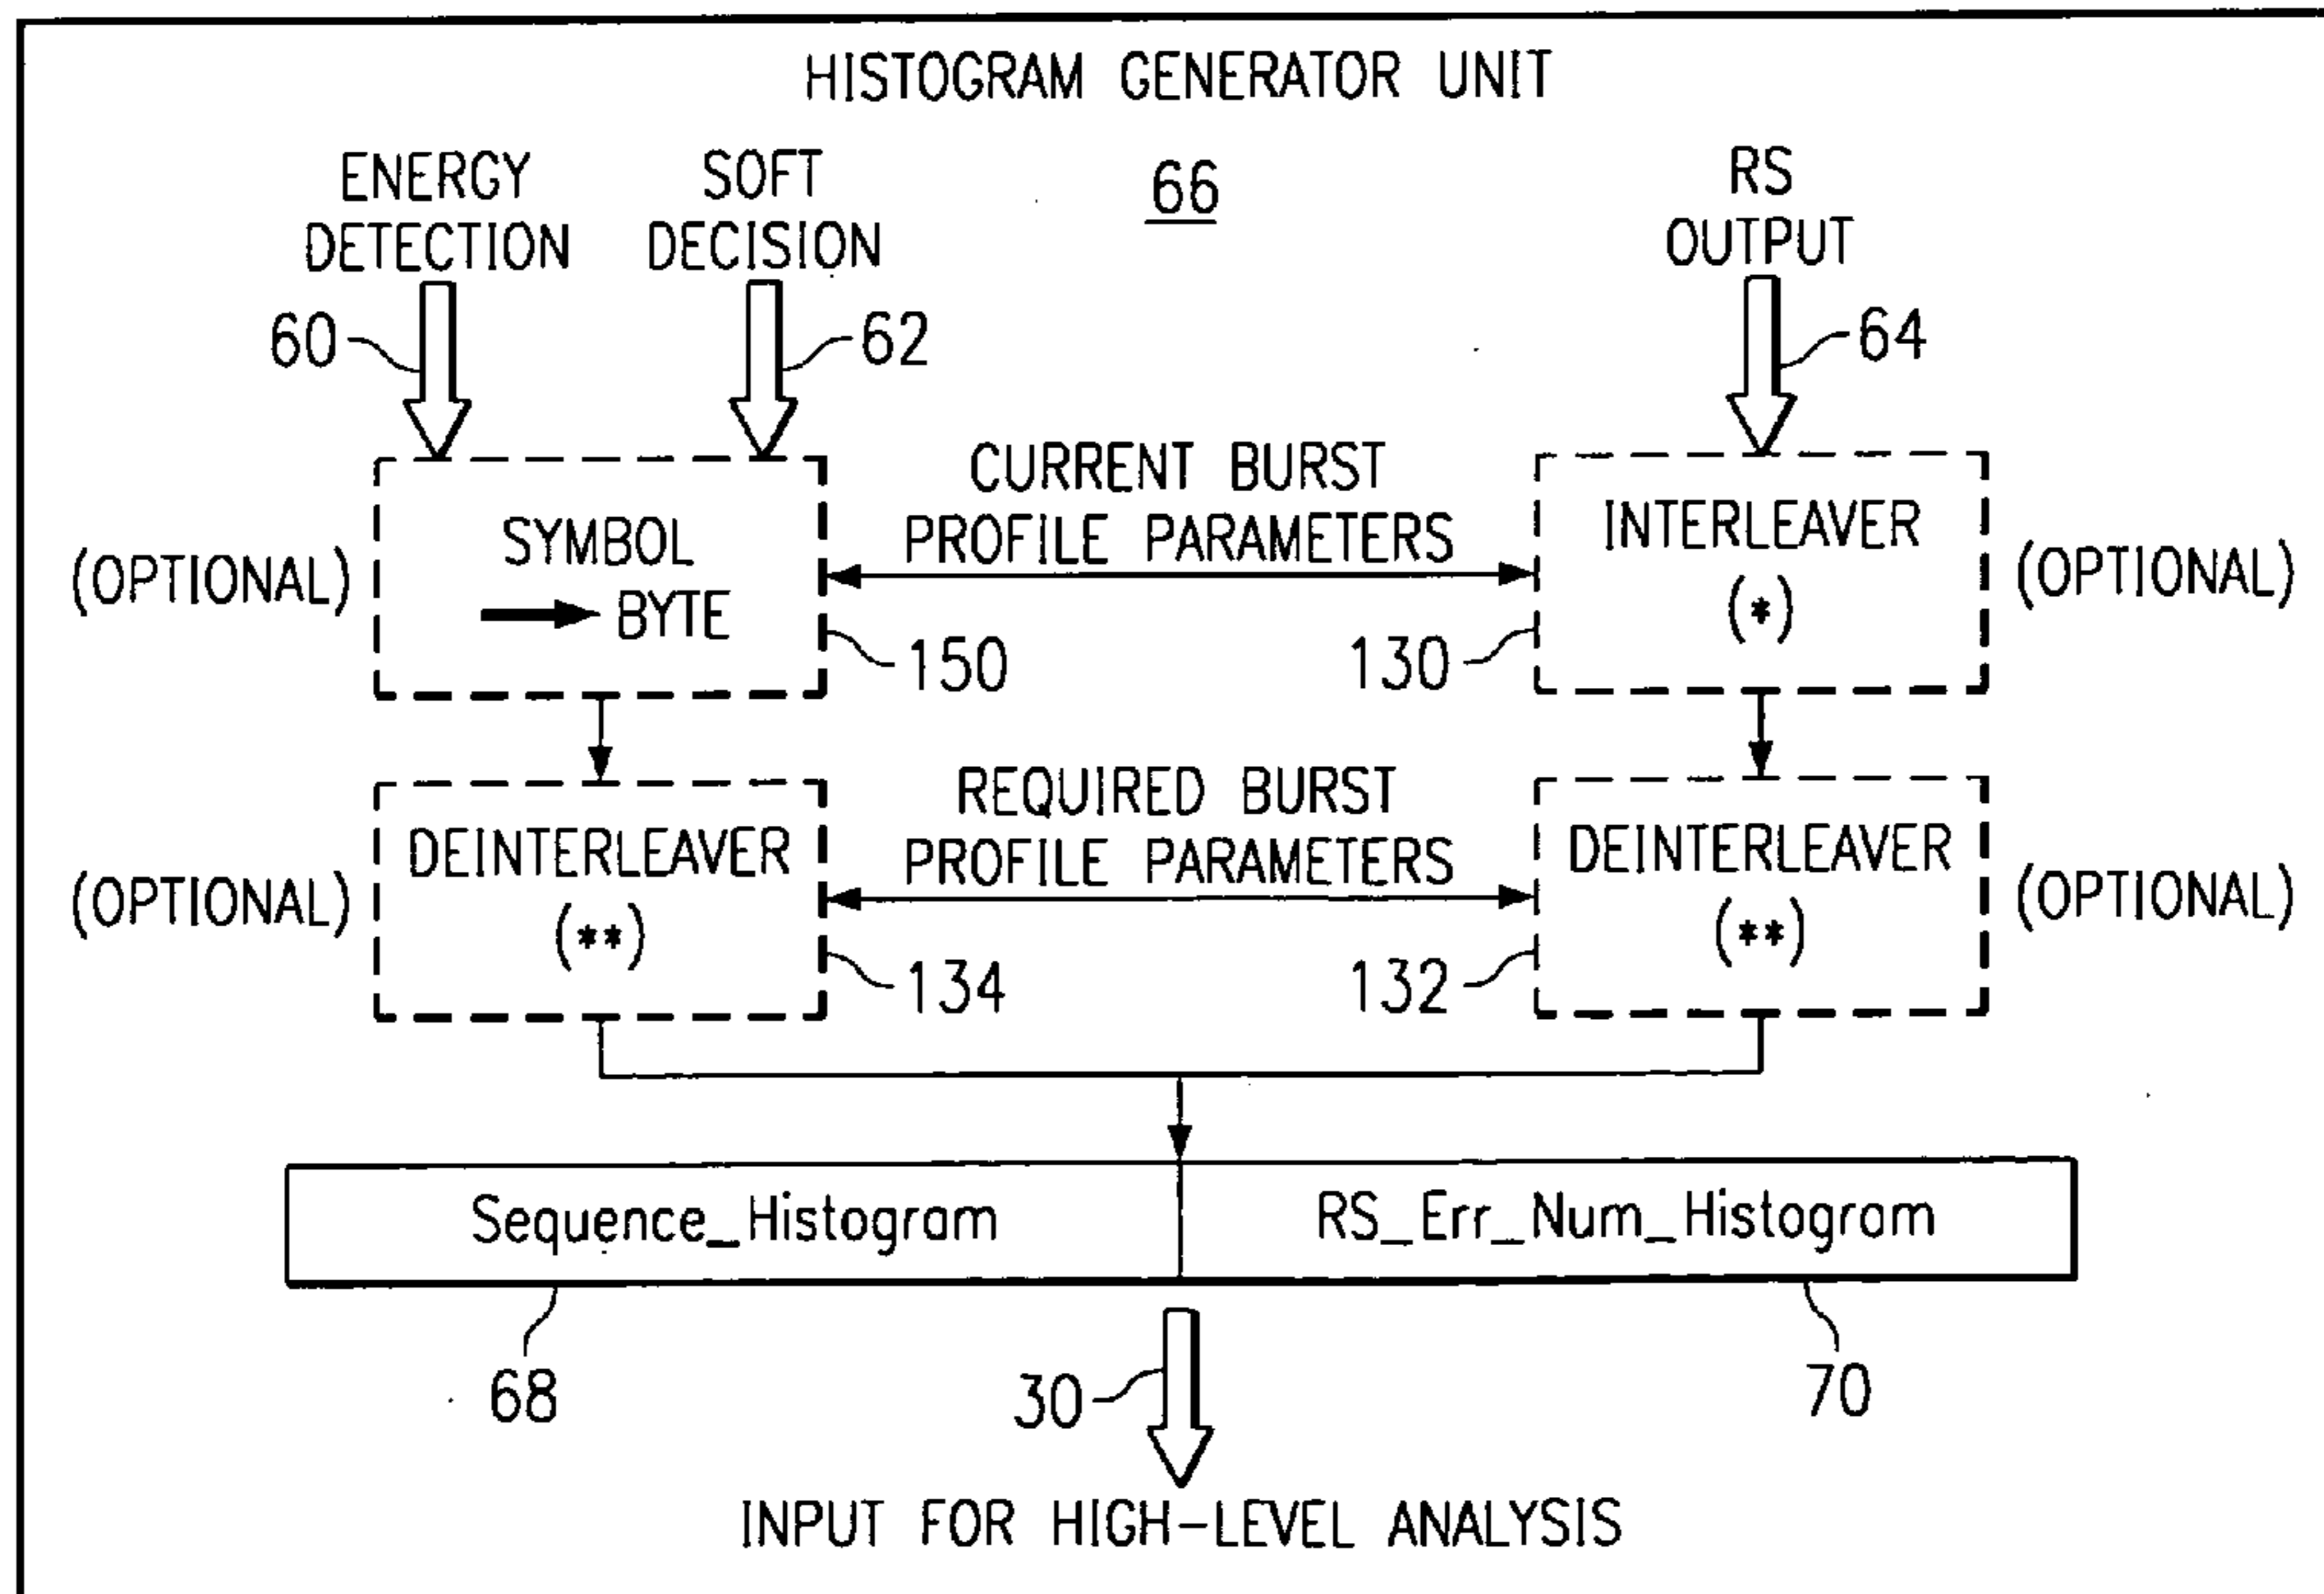 HISTOGRAM GENERATOR UNIT
66
ENERGY
DETECTION
SOFT
DECISION
RS
OUTPUT
60
62
64
(OPTIONAL)
SYMBOL
→ BYTE
150
CURRENT BURST
PROFILE PARAMETERS
INTERLEAVER
(*)
130
(OPTIONAL)
(OPTIONAL)
DEINTERLEAVER
(**)
134
REQUIRED BURST
PROFILE PARAMETERS
DEINTERLEAVER
(**)
132
(OPTIONAL)
Sequence_Histogram
RS_Err_Num_Histogram
68
30
70
INPUT FOR HIGH-LEVEL ANALYSIS